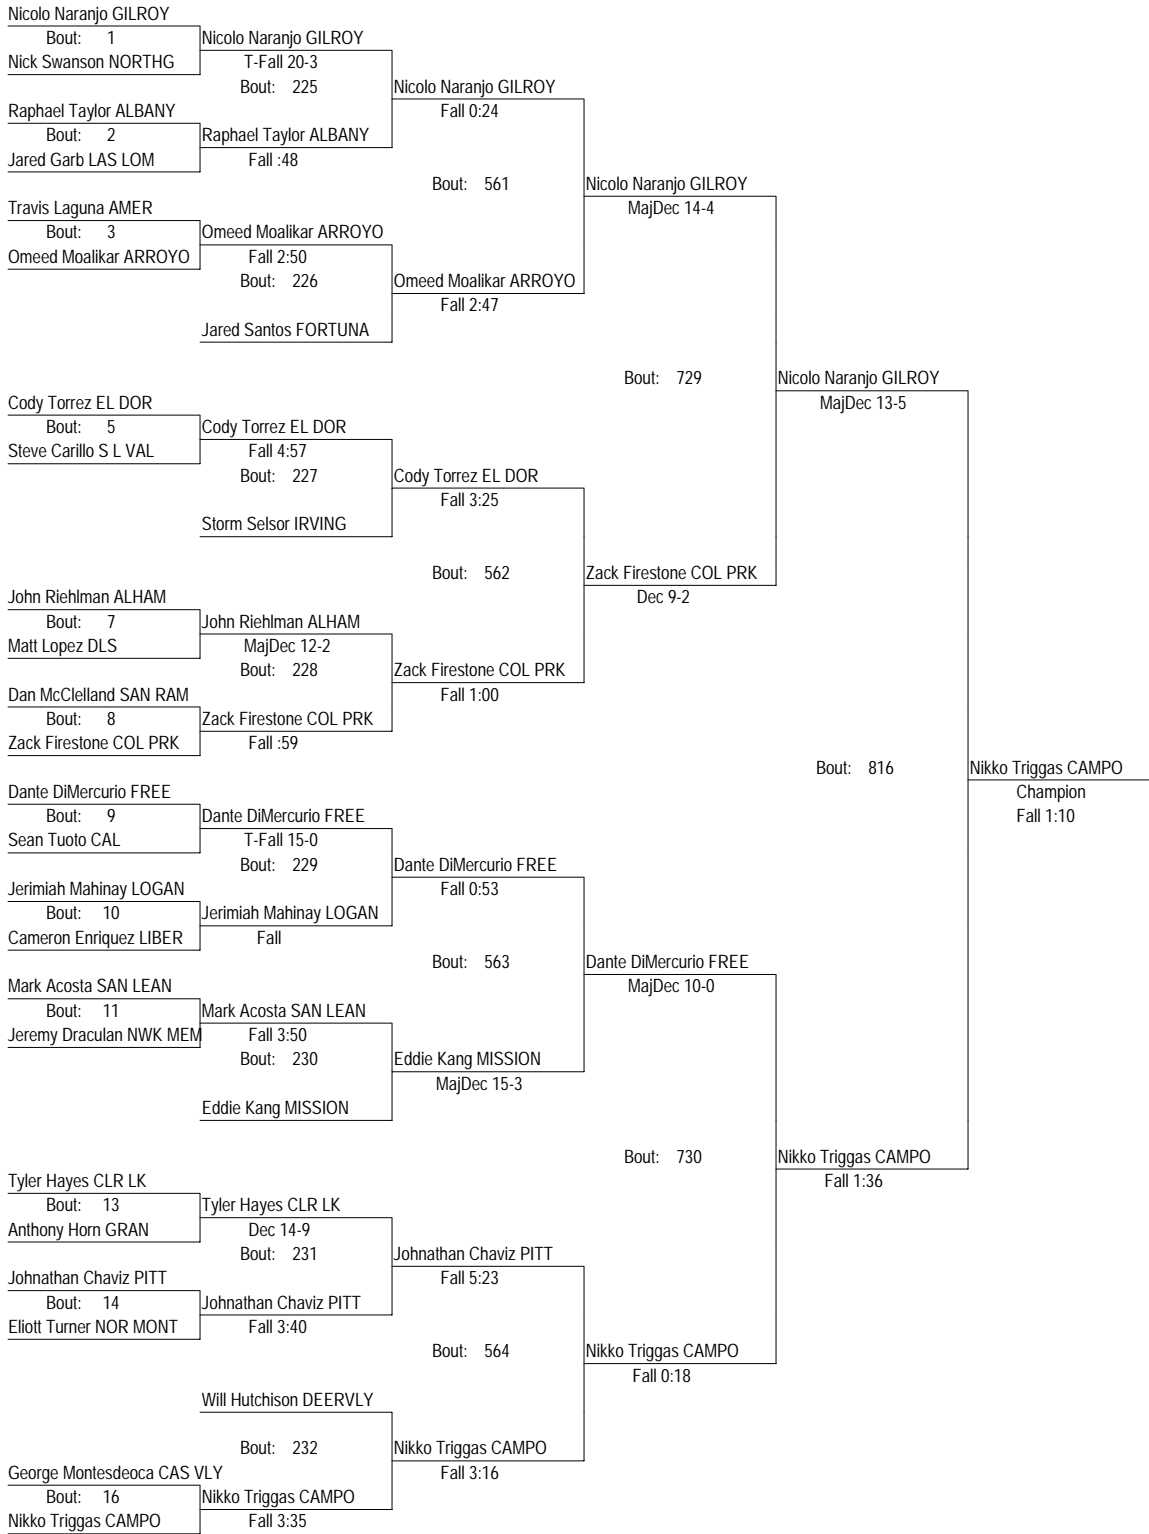 Nicolo Naranjo GILROY
Bout: 1
Nicolo Naranjo GILROY
Nick Swanson NORTHG
T-Fall 20-3
Bout: 225
Nicolo Naranjo GILROY
Raphael Taylor ALBANY
Fall 0:24
Bout: 2
Raphael Taylor ALBANY
Jared Garb LAS LOM
Fall :48
Bout: 561
Nicolo Naranjo GILROY
Travis Laguna AMER
MajDec 14-4
Bout: 3
Omeed Moalikar ARROYO
Omeed Moalikar ARROYO
Fall 2:50
Bout: 226
Omeed Moalikar ARROYO
Fall 2:47
Jared Santos FORTUNA
Bout: 729
Nicolo Naranjo GILROY
Cody Torrez EL DOR
MajDec 13-5
Bout: 5
Cody Torrez EL DOR
Steve Carillo S L VAL
Fall 4:57
Bout: 227
Cody Torrez EL DOR
Fall 3:25
Storm Selsor IRVING
Bout: 562
Zack Firestone COL PRK
John Riehlman ALHAM
Dec 9-2
Bout: 7
John Riehlman ALHAM
Matt Lopez DLS
MajDec 12-2
Bout: 228
Zack Firestone COL PRK
Dan McClelland SAN RAM
Fall 1:00
Bout: 8
Zack Firestone COL PRK
Zack Firestone COL PRK
Fall :59
Bout: 816
Nikko Triggas CAMPO
Dante DiMercurio FREE
Champion
Bout: 9
Dante DiMercurio FREE
Fall 1:10
Sean Tuoto CAL
T-Fall 15-0
Bout: 229
Dante DiMercurio FREE
Jerimiah Mahinay LOGAN
Fall 0:53
Bout: 10
Jerimiah Mahinay LOGAN
Cameron Enriquez LIBER
Fall
Bout: 563
Dante DiMercurio FREE
Mark Acosta SAN LEAN
MajDec 10-0
Bout: 11
Mark Acosta SAN LEAN
Jeremy Draculan NWK MEM
Fall 3:50
Bout: 230
Eddie Kang MISSION
MajDec 15-3
Eddie Kang MISSION
Bout: 730
Nikko Triggas CAMPO
Tyler Hayes CLR LK
Fall 1:36
Bout: 13
Tyler Hayes CLR LK
Anthony Horn GRAN
Dec 14-9
Bout: 231
Johnathan Chaviz PITT
Johnathan Chaviz PITT
Fall 5:23
Bout: 14
Johnathan Chaviz PITT
Eliott Turner NOR MONT
Fall 3:40
Bout: 564
Nikko Triggas CAMPO
Fall 0:18
Will Hutchison DEERVLY
Bout: 232
Nikko Triggas CAMPO
George Montesdeoca CAS VLY
Fall 3:16
Bout: 16
Nikko Triggas CAMPO
Nikko Triggas CAMPO
Fall 3:35